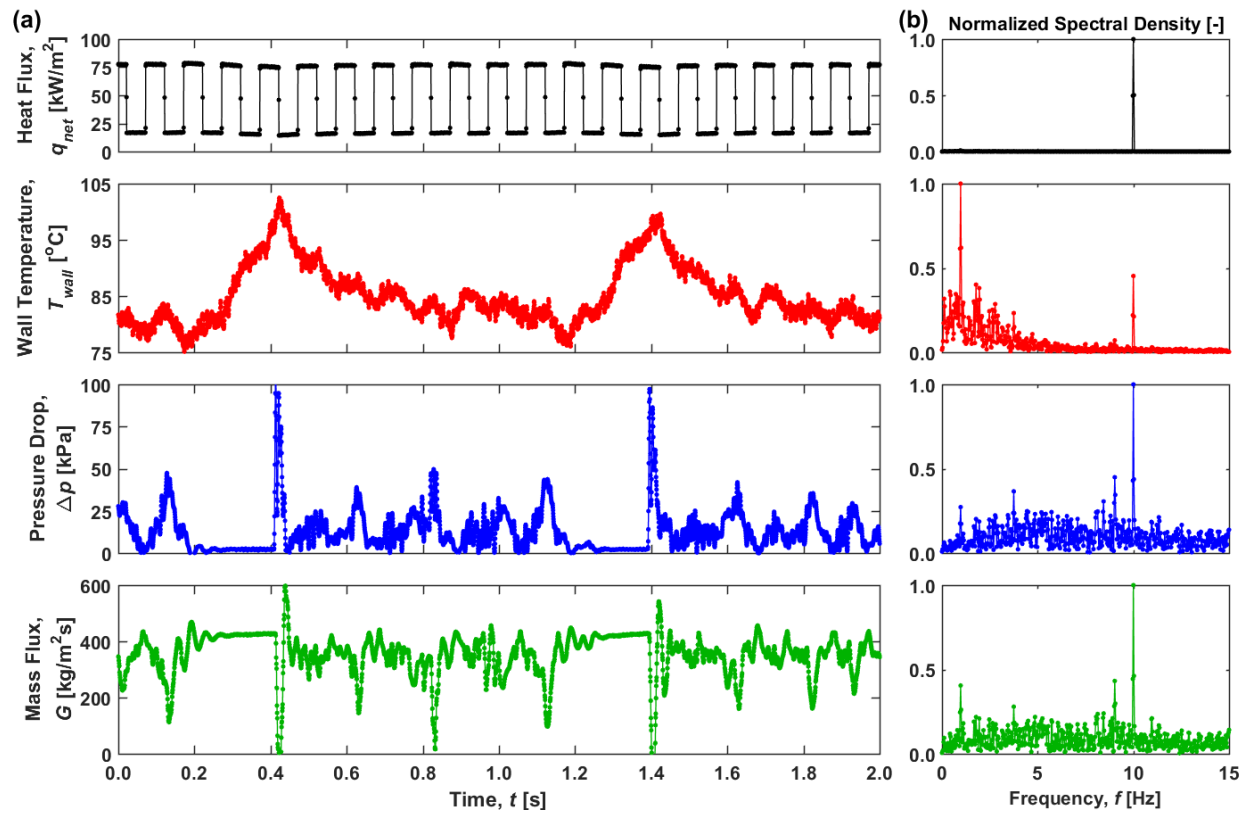 (a)
(b)
Normalized Spectral Density [-]
Heat Flux,
q_net [kW/m²]
100
75
50
25
0
1.0
0.5
0.0
Wall Temperature,
T_wall [°C]
105
95
85
75
1.0
0.5
0.0
Pressure Drop,
△p [kPa]
100
75
50
25
0
1.0
0.5
0.0
Mass Flux,
G [kg/m²s]
600
400
200
0
1.0
0.5
0.0
0.0 0.2 0.4 0.6 0.8 1.0 1.2 1.4 1.6 1.8 2.0
0 5 10 15
Time, t [s]
Frequency, f [Hz]